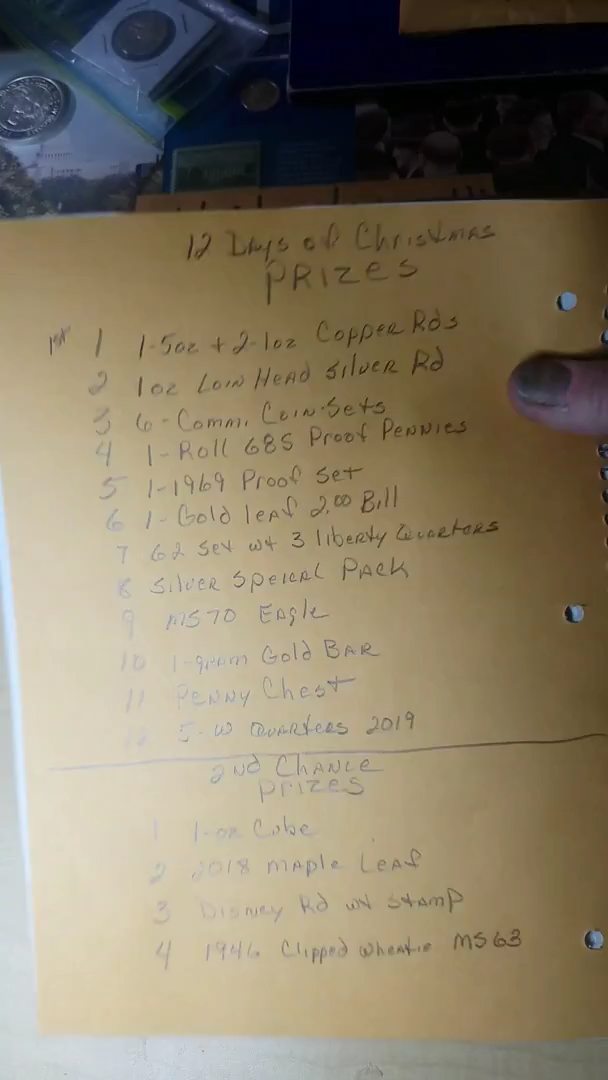 12 Days of Christmas
PRIZES
1st 1 1-5oz + 2-1oz Copper Rds
2 1oz Loin Head Silver Rd
3 6-Comm. Coin-Sets
4 1-Roll 68S Proof Pennies
5 1-1969 Proof Set
6 1-Gold leaf 2.00 Bill
7 62 Set wt 3 liberty Quarters
8 Silver Speical Pack
9 MS70 Eagle
10 1-gram Gold Bar
11 Penny Chest
12 5-W Quarters 2019
2nd Chance
prizes
1 1-oz Cube
2 2018 Maple Leaf
3 Disney Rd wt Stamp
4 1946 Clipped Wheatie MS63